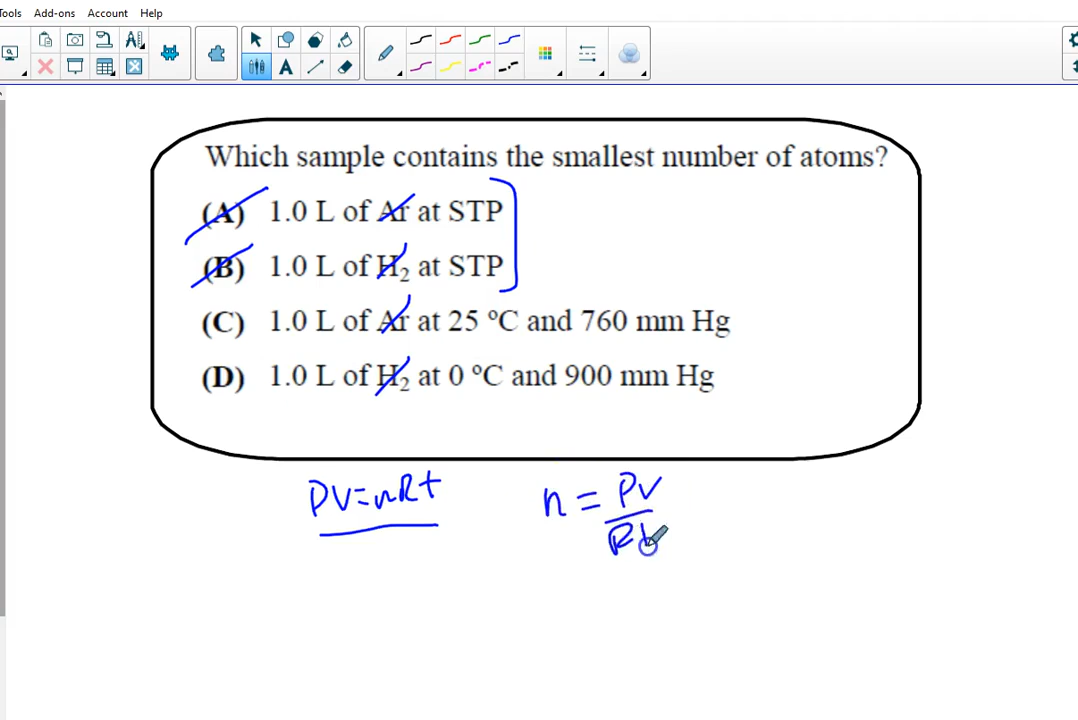 Tools Add-ons Account Help
Which sample contains the smallest number of atoms?
(A) 1.0 L of Ar at STP
(B) 1.0 L of H₂ at STP
(C) 1.0 L of Ar at 25 ºC and 760 mm Hg
(D) 1.0 L of H₂ at 0 ºC and 900 mm Hg
PV=nRt
n = PV
Rt